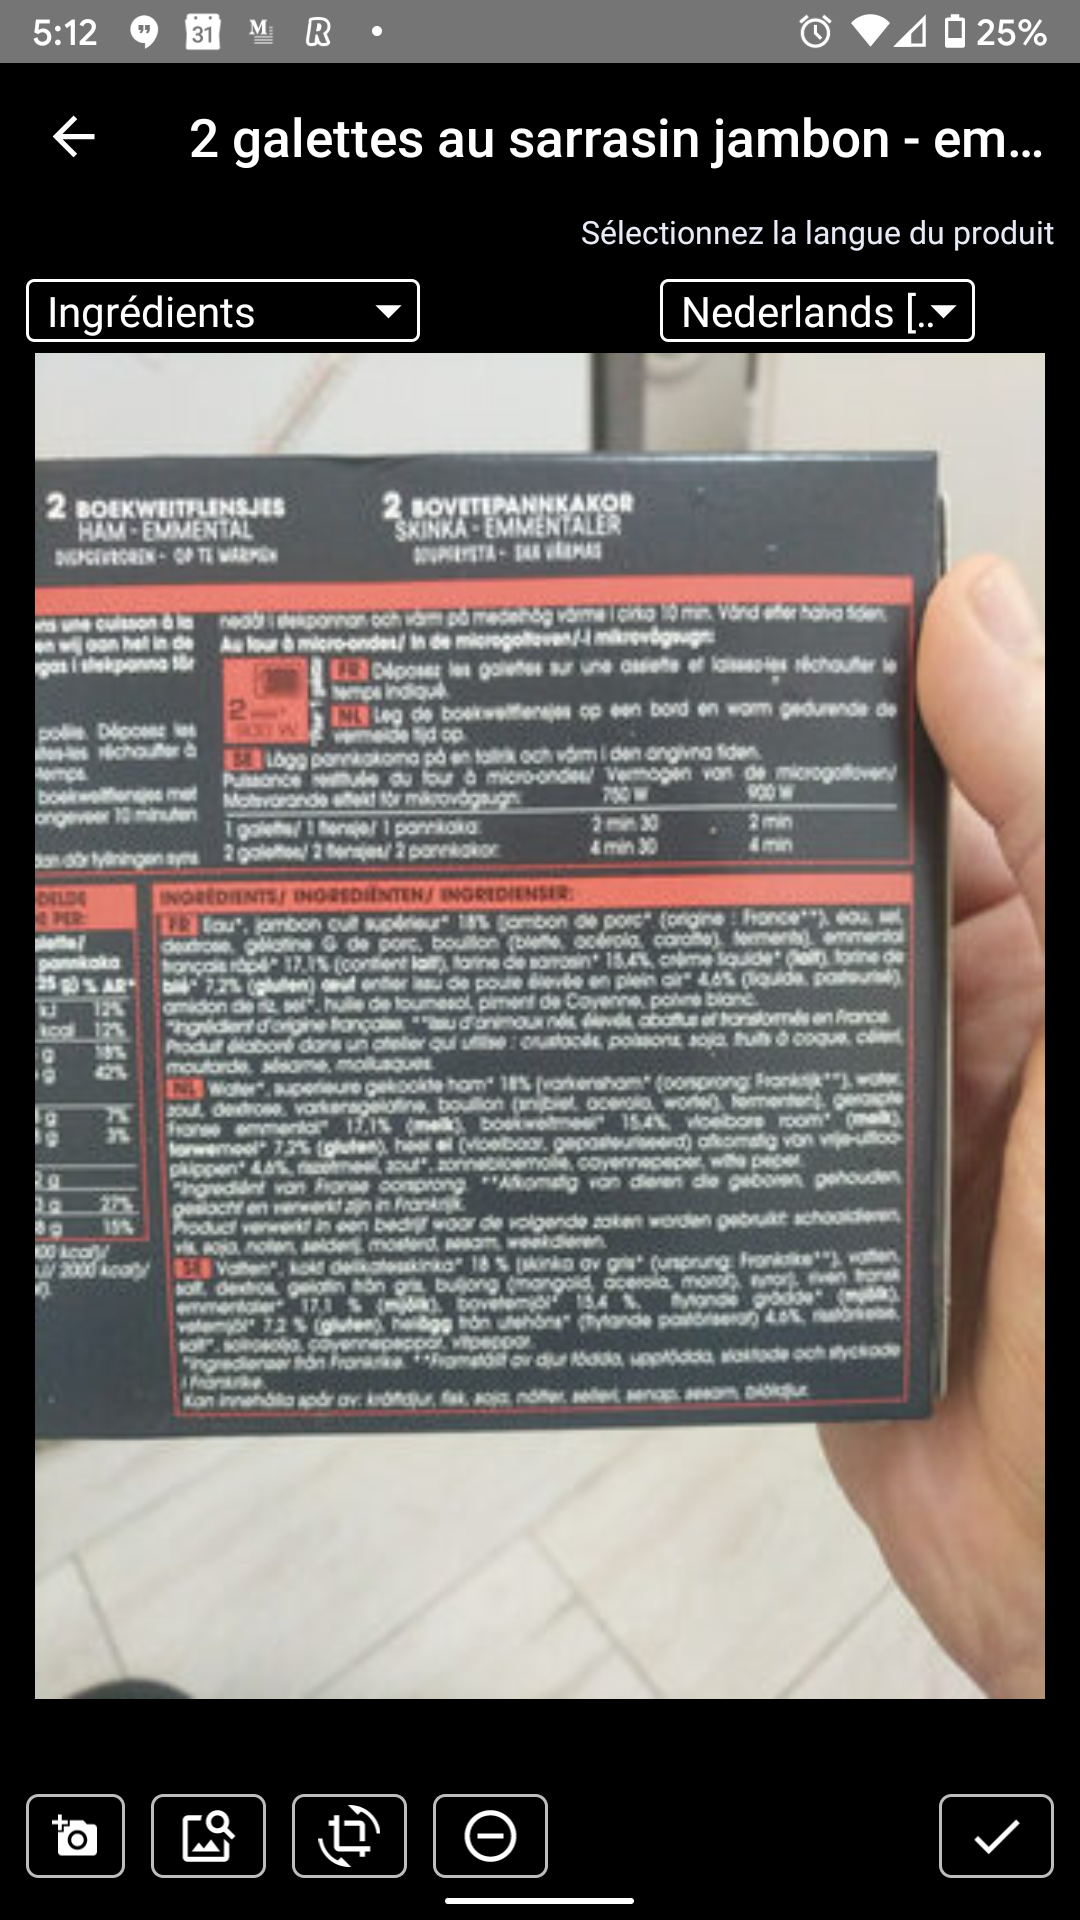 5:12
31
25%
2 galettes au sarrasin jambon - em...
Sélectionnez la langue du produit
Ingrédients
Nederlands [..
2 BOEKWEITFLENSJES
HAM - EMMENTAL
DIEPGEVROREN - OP TE WARMEN
2 BOVETEPANNKAKOR
SKINKA - EMMENTALER
DJUPFRYSTA - SKA VÄRMAS
ns une cuisson à la
en wij aan het in de
gas i stekpanna för
poêle. Déposez les
tes-les réchauffer à
temps.
boekweitflensjes met
ongeveer 10 minuten
dan där fyllningen syns
nedåt i stekpannan och värm på medelhög värme i cirka 10 min. Vänd efter halva tiden.
Au four à micro-ondes/ In de microgolfoven/-I mikrovågsugn:
2 min*
900 W
FR Déposez les galettes sur une assiette et laissez-les réchauffer le
temps indiqué.
NL Leg de boekweitflensjes op een bord en warm gedurende de
vermelde tijd op.
SE Lägg pannkakorna på en tallrik och värm i den angivna tiden.
Puissance restituée du four à micro-ondes/ Vermogen van de microgolfoven/
Motsvarande effekt för mikrovågsugn: 750 W 900 W
1 galette/ 1 flensje/ 1 pannkaka: 2 min 30 2 min
2 galettes/ 2 flensjes/ 2 pannkakor: 4 min 30 4 min
DELDE
E PER:
alette/
pannkaka
25 g) % AR*
kJ 12%
kcal 12%
g 18%
g 42%
g 7%
g 3%
g
g 27%
g 15%
00 kcal)/
/ 2000 kcal)/
INGRÉDIENTS/ INGREDIËNTEN/ INGREDIENSER:
FR Eau*, jambon cuit supérieur* 18% (jambon de porc* (origine : France**), eau, sel,
dextrose, gélatine G de porc, bouillon (blette, acérola, carotte), ferments), emmental
français râpé* 17,1% (contient lait), farine de sarrasin* 15,4%, crème liquide* (lait), farine de
blé* 7,2% (gluten) œuf entier issu de poule élevée en plein air* 4,6% (liquide, pasteurisé),
amidon de riz, sel*, huile de tournesol, piment de Cayenne, poivre blanc.
*Ingrédient d'origine française. **Issu d'animaux nés, élevés, abattus et transformés en France.
Produit élaboré dans un atelier qui utilise : crustacés, poissons, soja, fruits à coque, céleri,
moutarde, sésame, mollusques.
NL Water*, superieure gekookte ham* 18% (varkensham* (oorsprong: Frankrijk**), water,
zout, dextrose, varkensgelatine, bouillon (snijbiet, acerola, wortel), fermenten), geraspte
Franse emmental* 17,1% (melk), boekweitmeel* 15,4%, vloeibare room* (melk),
tarwemeel* 7,2% (gluten), heel ei (vloeibaar, gepasteuriseerd) afkomstig van vrije-uitloo-
pkippen* 4,6%, rijstzetmeel, zout*, zonnebloemolie, cayennepeper, witte peper.
*Ingrediënt van Franse oorsprong **Afkomstig van dieren die geboren, gehouden,
geslacht en verwerkt zijn in Frankrijk.
Product verwerkt in een bedrijf waar de volgende zaken worden gebruikt: schaaldieren,
vis, soja, noten, selderij, mosterd, sesam, weekdieren.
SE Vatten*, kokt delikatesskinka* 18 % (skinka av gris* (ursprung: Frankrike**), vatten,
salt, dextros, gelatin från gris, buljong (mangold, acerola, morot), syror), riven fransk
emmentaler* 17,1 % (mjölk), bovetemjöl* 15,4 %, flytande grädde* (mjölk),
vetemjöl* 7,2 % (gluten), helägg från utehöns* (flytande pastöriserat) 4,6%, risstärkelse,
salt*, solrosolja, cayennepeppar, vitpeppar.
*Ingredienser från Frankrike. **Framställt av djur födda, uppfödda, slaktade och styckade
i Frankrike.
Kan innehålla spår av: kräftdjur, fisk, soja, nötter, selleri, senap, sesam, blötdjur.